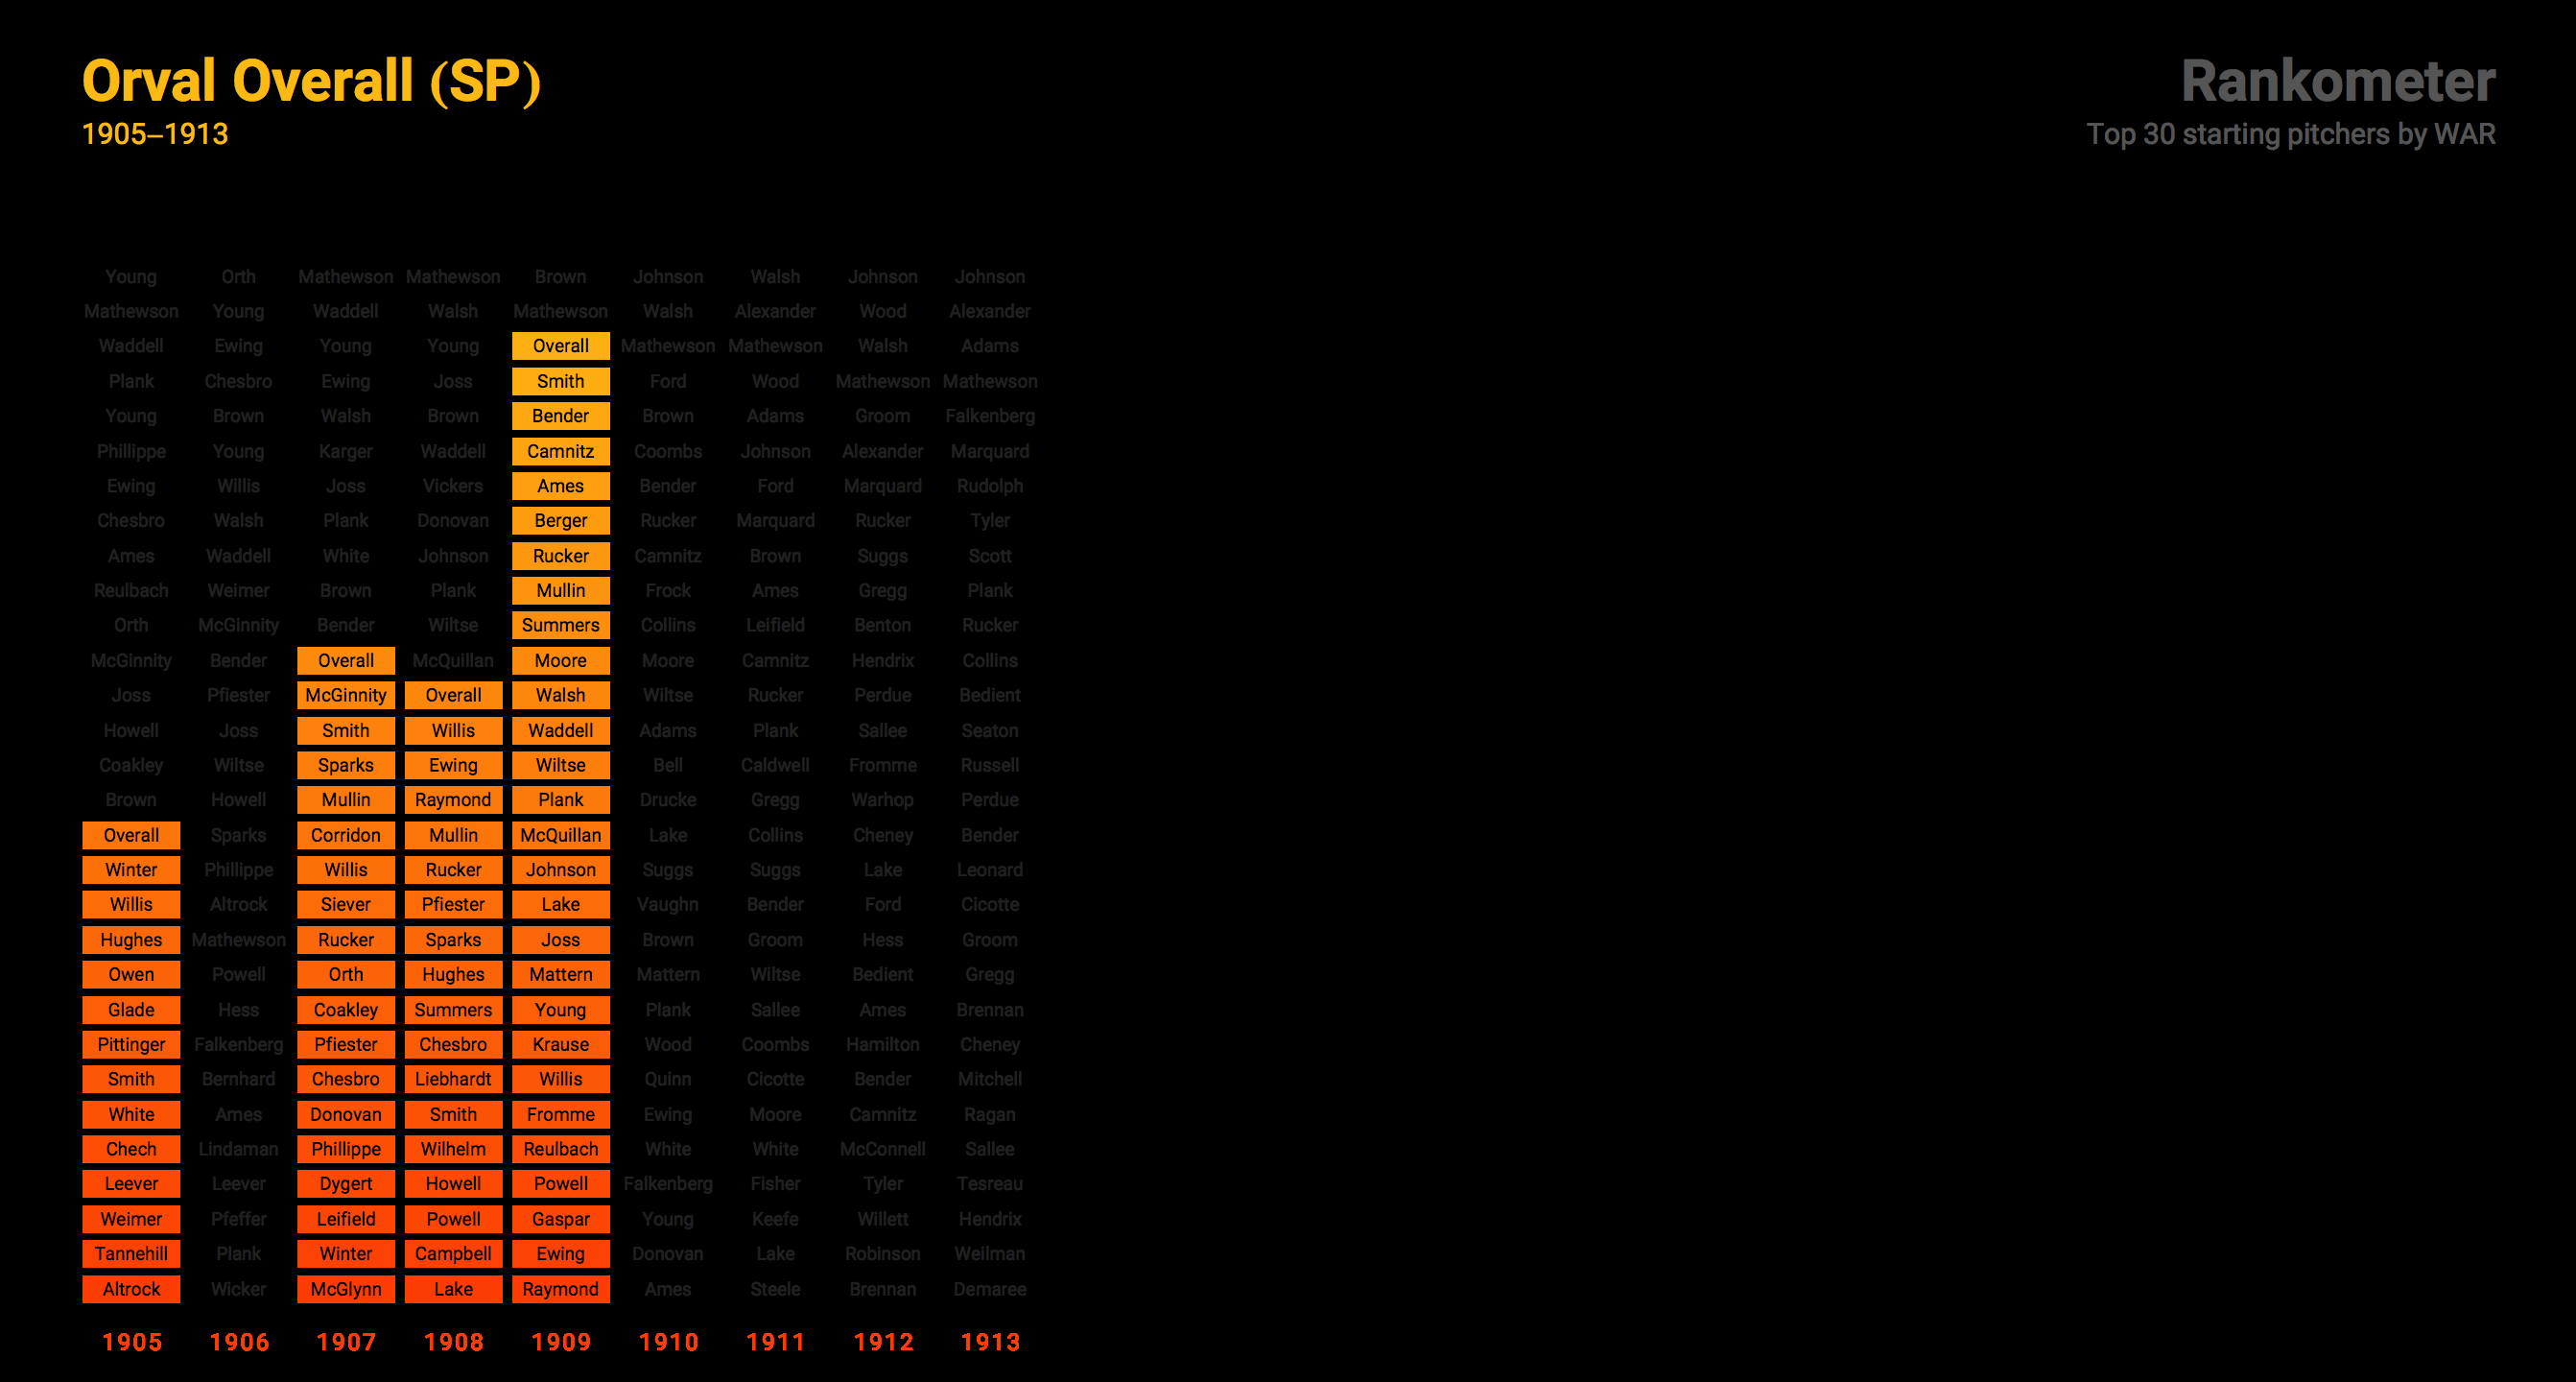 Orval Overall (SP)
1905–1913
Rankometer
Top 30 starting pitchers by WAR
Young Orth Mathewson Mathewson Brown Johnson Walsh Johnson Johnson
Mathewson Young Waddell Walsh Mathewson Walsh Alexander Wood Alexander
Waddell Ewing Young Young Overall Mathewson Mathewson Walsh Adams
Plank Chesbro Ewing Joss Smith Ford Wood Mathewson Mathewson
Young Brown Walsh Brown Bender Brown Adams Groom Falkenberg
Phillippe Young Karger Waddell Camnitz Coombs Johnson Alexander Marquard
Ewing Willis Joss Vickers Ames Bender Ford Marquard Rudolph
Chesbro Walsh Plank Donovan Berger Rucker Marquard Rucker Tyler
Ames Waddell White Johnson Rucker Camnitz Brown Suggs Scott
Reulbach Weimer Brown Plank Mullin Frock Ames Gregg Plank
Orth McGinnity Bender Wiltse Summers Collins Leifield Benton Rucker
McGinnity Bender Overall McQuillan Moore Moore Camnitz Hendrix Collins
Joss Pfiester McGinnity Overall Walsh Wiltse Rucker Perdue Bedient
Howell Joss Smith Willis Waddell Adams Plank Sallee Seaton
Coakley Wiltse Sparks Ewing Wiltse Bell Caldwell Fromme Russell
Brown Howell Mullin Raymond Plank Drucke Gregg Warhop Perdue
Overall Sparks Corridon Mullin McQuillan Lake Collins Cheney Bender
Winter Phillippe Willis Rucker Johnson Suggs Suggs Lake Leonard
Willis Altrock Siever Pfiester Lake Vaughn Bender Ford Cicotte
Hughes Mathewson Rucker Sparks Joss Brown Groom Hess Groom
Owen Powell Orth Hughes Mattern Mattern Wiltse Bedient Gregg
Glade Hess Coakley Summers Young Plank Sallee Ames Brennan
Pittinger Falkenberg Pfiester Chesbro Krause Wood Coombs Hamilton Cheney
Smith Bernhard Chesbro Liebhardt Willis Quinn Cicotte Bender Mitchell
White Ames Donovan Smith Fromme Ewing Moore Camnitz Ragan
Chech Lindaman Phillippe Wilhelm Reulbach White White McConnell Sallee
Leever Leever Dygert Howell Powell Falkenberg Fisher Tyler Tesreau
Weimer Pfeffer Leifield Powell Gaspar Young Keefe Willett Hendrix
Tannehill Plank Winter Campbell Ewing Donovan Lake Robinson Weilman
Altrock Wicker McGlynn Lake Raymond Ames Steele Brennan Demaree
1905 1906 1907 1908 1909 1910 1911 1912 1913